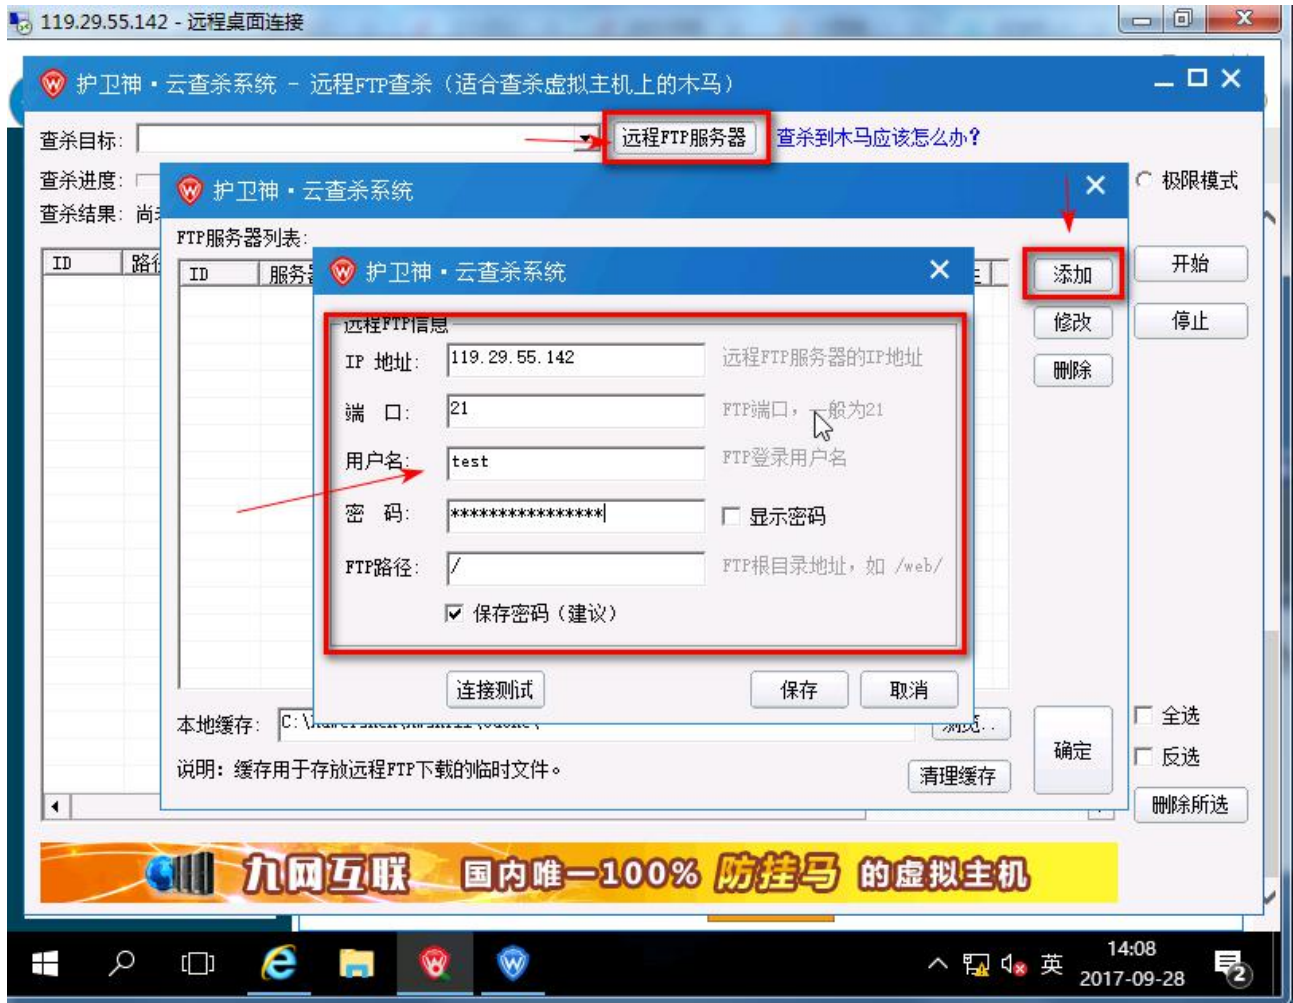 119.29.55.142 - 远程桌面连接
护卫神·云查杀系统 - 远程FTP查杀（适合查杀虚拟主机上的木马）
查杀目标:
远程FTP服务器
查杀到木马应该怎么办?
查杀进度:
极限模式
查杀结果: 尚
护卫神·云查杀系统
FTP服务器列表:
ID
路径
ID
服务器
添加
修改
删除
开始
停止
护卫神·云查杀系统
远程FTP信息
IP 地址: 119.29.55.142 远程FTP服务器的IP地址
端 口: 21 FTP端口，一般为21
用户名: test FTP登录用户名
密 码: **************** 显示密码
FTP路径: / FTP根目录地址，如 /web/
保存密码（建议）
连接测试 保存 取消
本地缓存:
浏览..
说明: 缓存用于存放远程FTP下载的临时文件。
清理缓存
确定
全选
反选
删除所选
九网互联 国内唯一100% 防挂马 的虚拟主机
英
14:08
2017-09-28
2